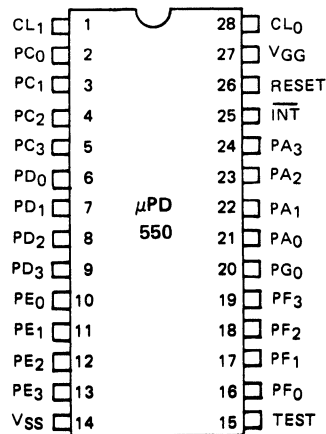 CL₁ 1 28 CL₀
PC₀ 2 27 VGG
PC₁ 3 26 RESET
PC₂ 4 25 I̅N̅T̅
PC₃ 5 24 PA₃
PD₀ 6 23 PA₂
PD₁ 7 μPD 22 PA₁
PD₂ 8 550 21 PA₀
PD₃ 9 20 PG₀
PE₀ 10 19 PF₃
PE₁ 11 18 PF₂
PE₂ 12 17 PF₁
PE₃ 13 16 PF₀
VSS 14 15 TEST